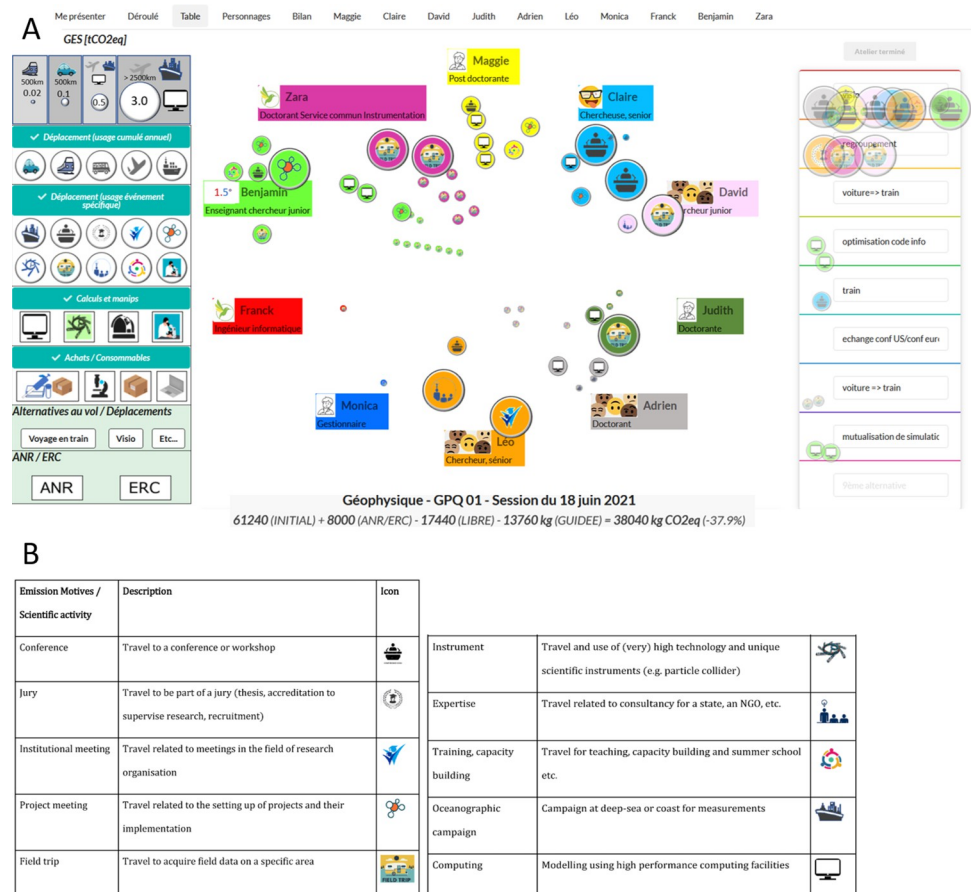 Me présenter Déroulé Table Personnages Bilan Maggie Claire David Judith Adrien Léo Monica Franck Benjamin Zara
A
GES [tCO2eq]
500km
0.02
500km
0.1
0.5
> 2500km
3.0
Déplacement (usage cumulé annuel)
Déplacement (usage événement
spécifique)
Calculs et manips
Achats / Consommables
Alternatives au vol / Déplacements
Voyage en train Visio Etc...
ANR / ERC
ANR ERC
Maggie
Post doctorante
Zara
Doctorant Service commun Instrumentation
Claire
Chercheuse, senior
1.5° Benjamin
Enseignant chercheur junior
David
rcheur junior
Franck
Ingénieur informatique
Judith
Doctorante
Monica
Gestionnaire
Adrien
Doctorant
Léo
Chercheur, sénior
Atelier terminé
regroupement
voiture=> train
optimisation code info
train
echange conf US/conf eur
voiture => train
mutualisation de simulatic
9ème alternative
Géophysique - GPQ 01 - Session du 18 juin 2021
61240 (INITIAL) + 8000 (ANR/ERC) - 17440 (LIBRE) - 13760 kg (GUIDEE) = 38040 kg CO2eq (-37.9%)
B
Emission Motives /
Scientific activity
Description
Icon
Conference
Travel to a conference or workshop
Jury
Travel to be part of a jury (thesis, accreditation to
supervise research, recruitment)
Institutional meeting
Travel related to meetings in the field of research
organisation
Project meeting
Travel related to the setting up of projects and their
implementation
Field trip
Travel to acquire field data on a specific area
FIELD TRIP
Instrument
Travel and use of (very) high technology and unique
scientific instruments (e.g. particle collider)
Expertise
Travel related to consultancy for a state, an NGO, etc.
Training, capacity
building
Travel for teaching, capacity building and summer school
etc.
Oceanographic
campaign
Campaign at deep-sea or coast for measurements
Computing
Modelling using high performance computing facilities